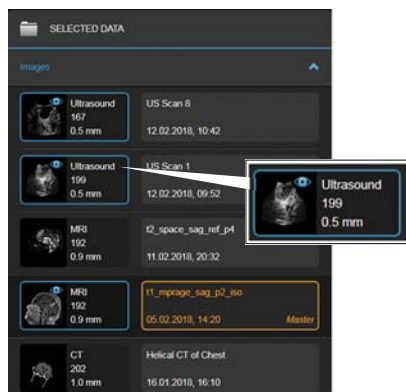 SELECTED DATA
Images
Ultrasound
167
0.5 mm
US Scan 8
12.02.2018, 10:42
Ultrasound
199
0.5 mm
US Scan 1
12.02.2018, 09:52
Ultrasound
199
0.5 mm
MRI
192
0.9 mm
t2_space_sag_ref_p4
11.02.2018, 20:32
MRI
192
0.9 mm
t1_mprage_sag_p2_iso
05.02.2018, 14:20
Master
CT
202
1.0 mm
Helical CT of Chest
16.01.2018, 16:10